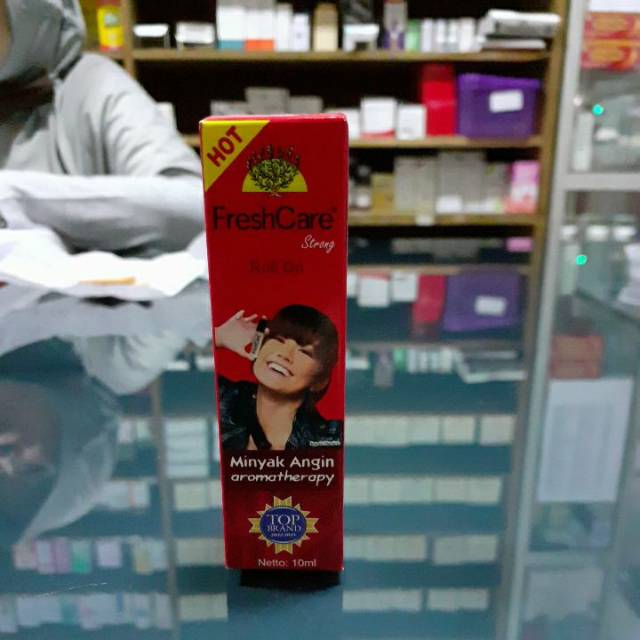 HOT
FreshCare®
Strong
Roll On
Minyak Angin
aromatherapy
TOP
BRAND
Netto: 10ml